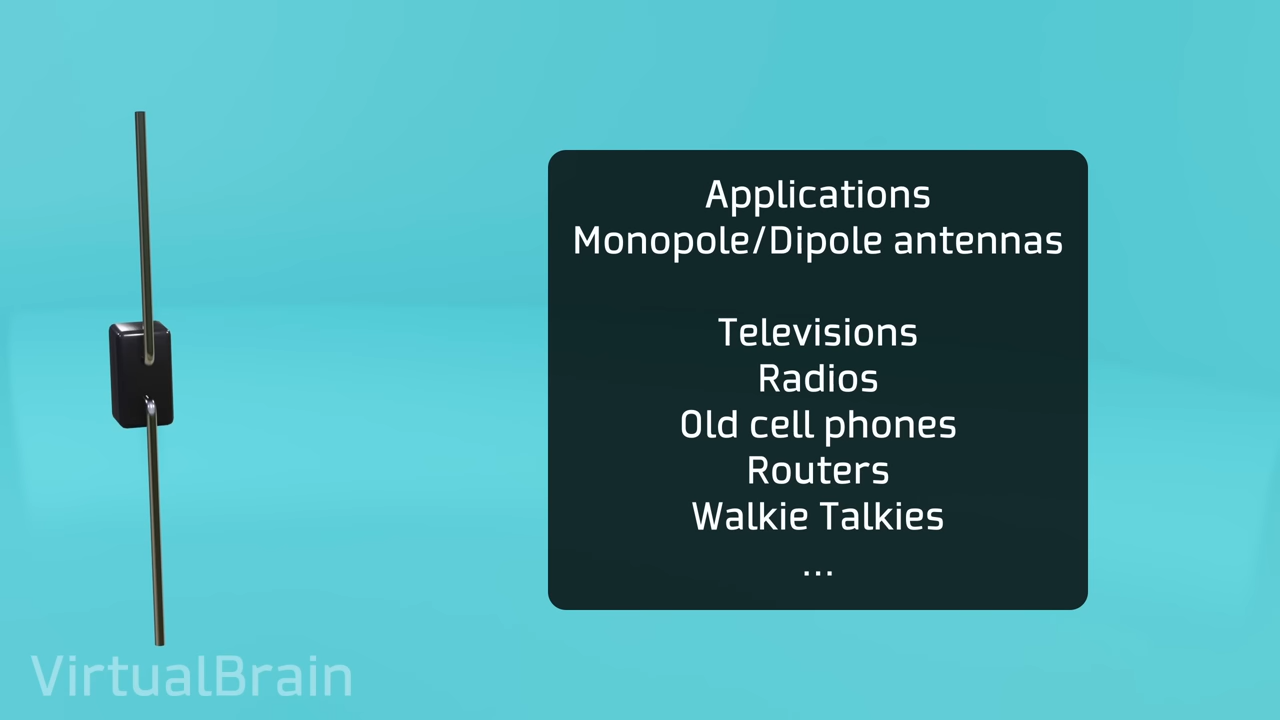 Applications
Monopole/Dipole antennas
Televisions
Radios
Old cell phones
Routers
Walkie Talkies
...
VirtualBrain